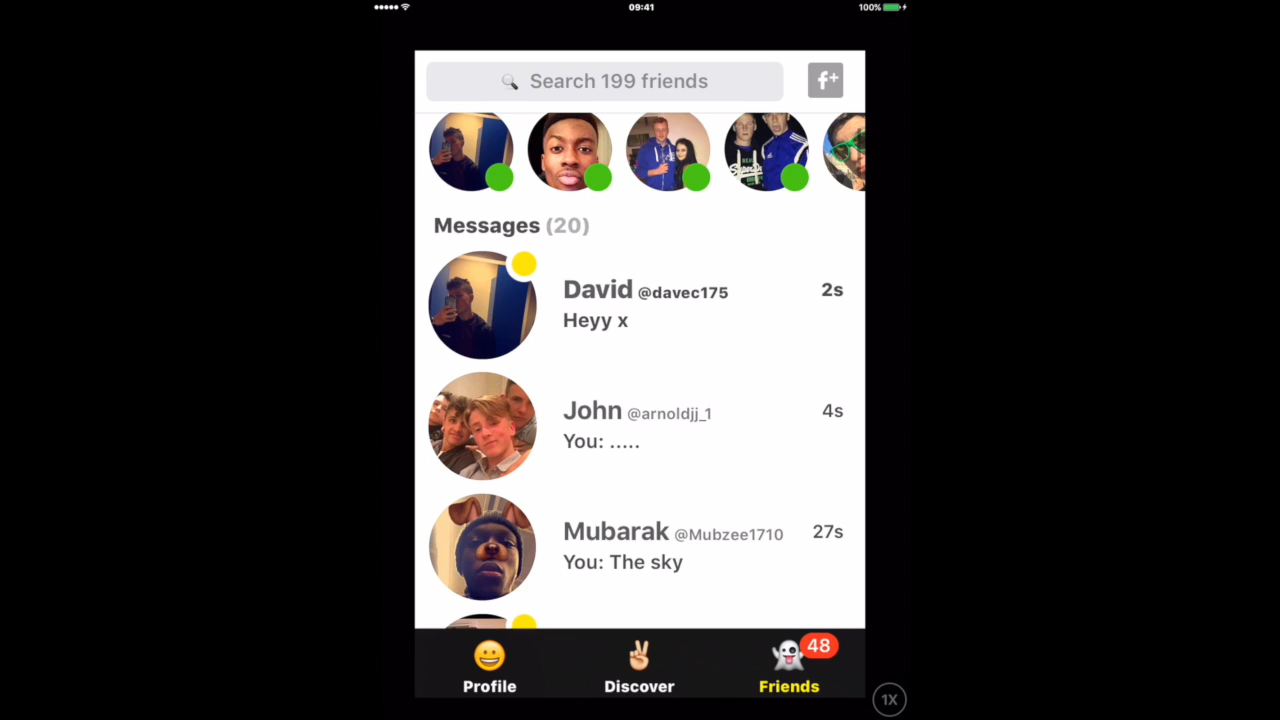 09:41
100%
Search 199 friends
f+
Messages (20)
David @davec175
2s
Heyy x
John @arnoldjj_1
4s
You: .....
Mubarak @Mubzee1710
27s
You: The sky
48
Profile
Discover
Friends
1X